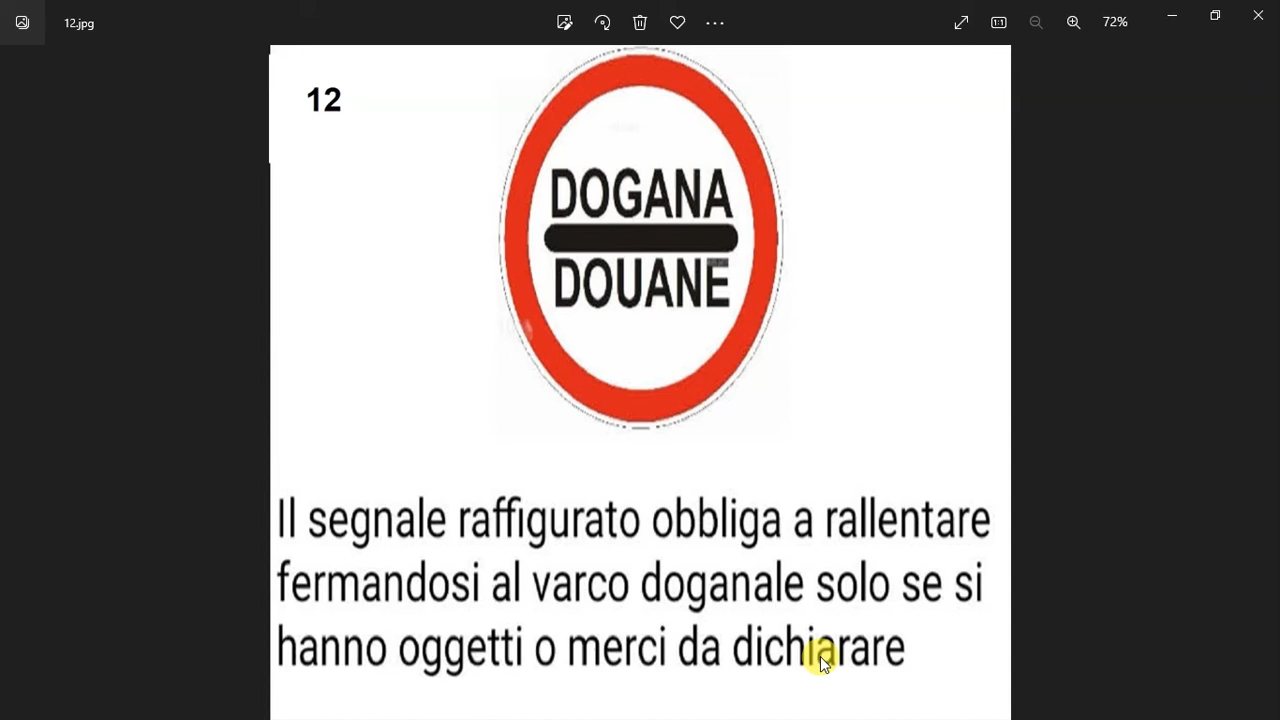 12.jpg
72%
12
DOGANA
DOUANE
Il segnale raffigurato obbliga a rallentare
fermandosi al varco doganale solo se si
hanno oggetti o merci da dichiarare